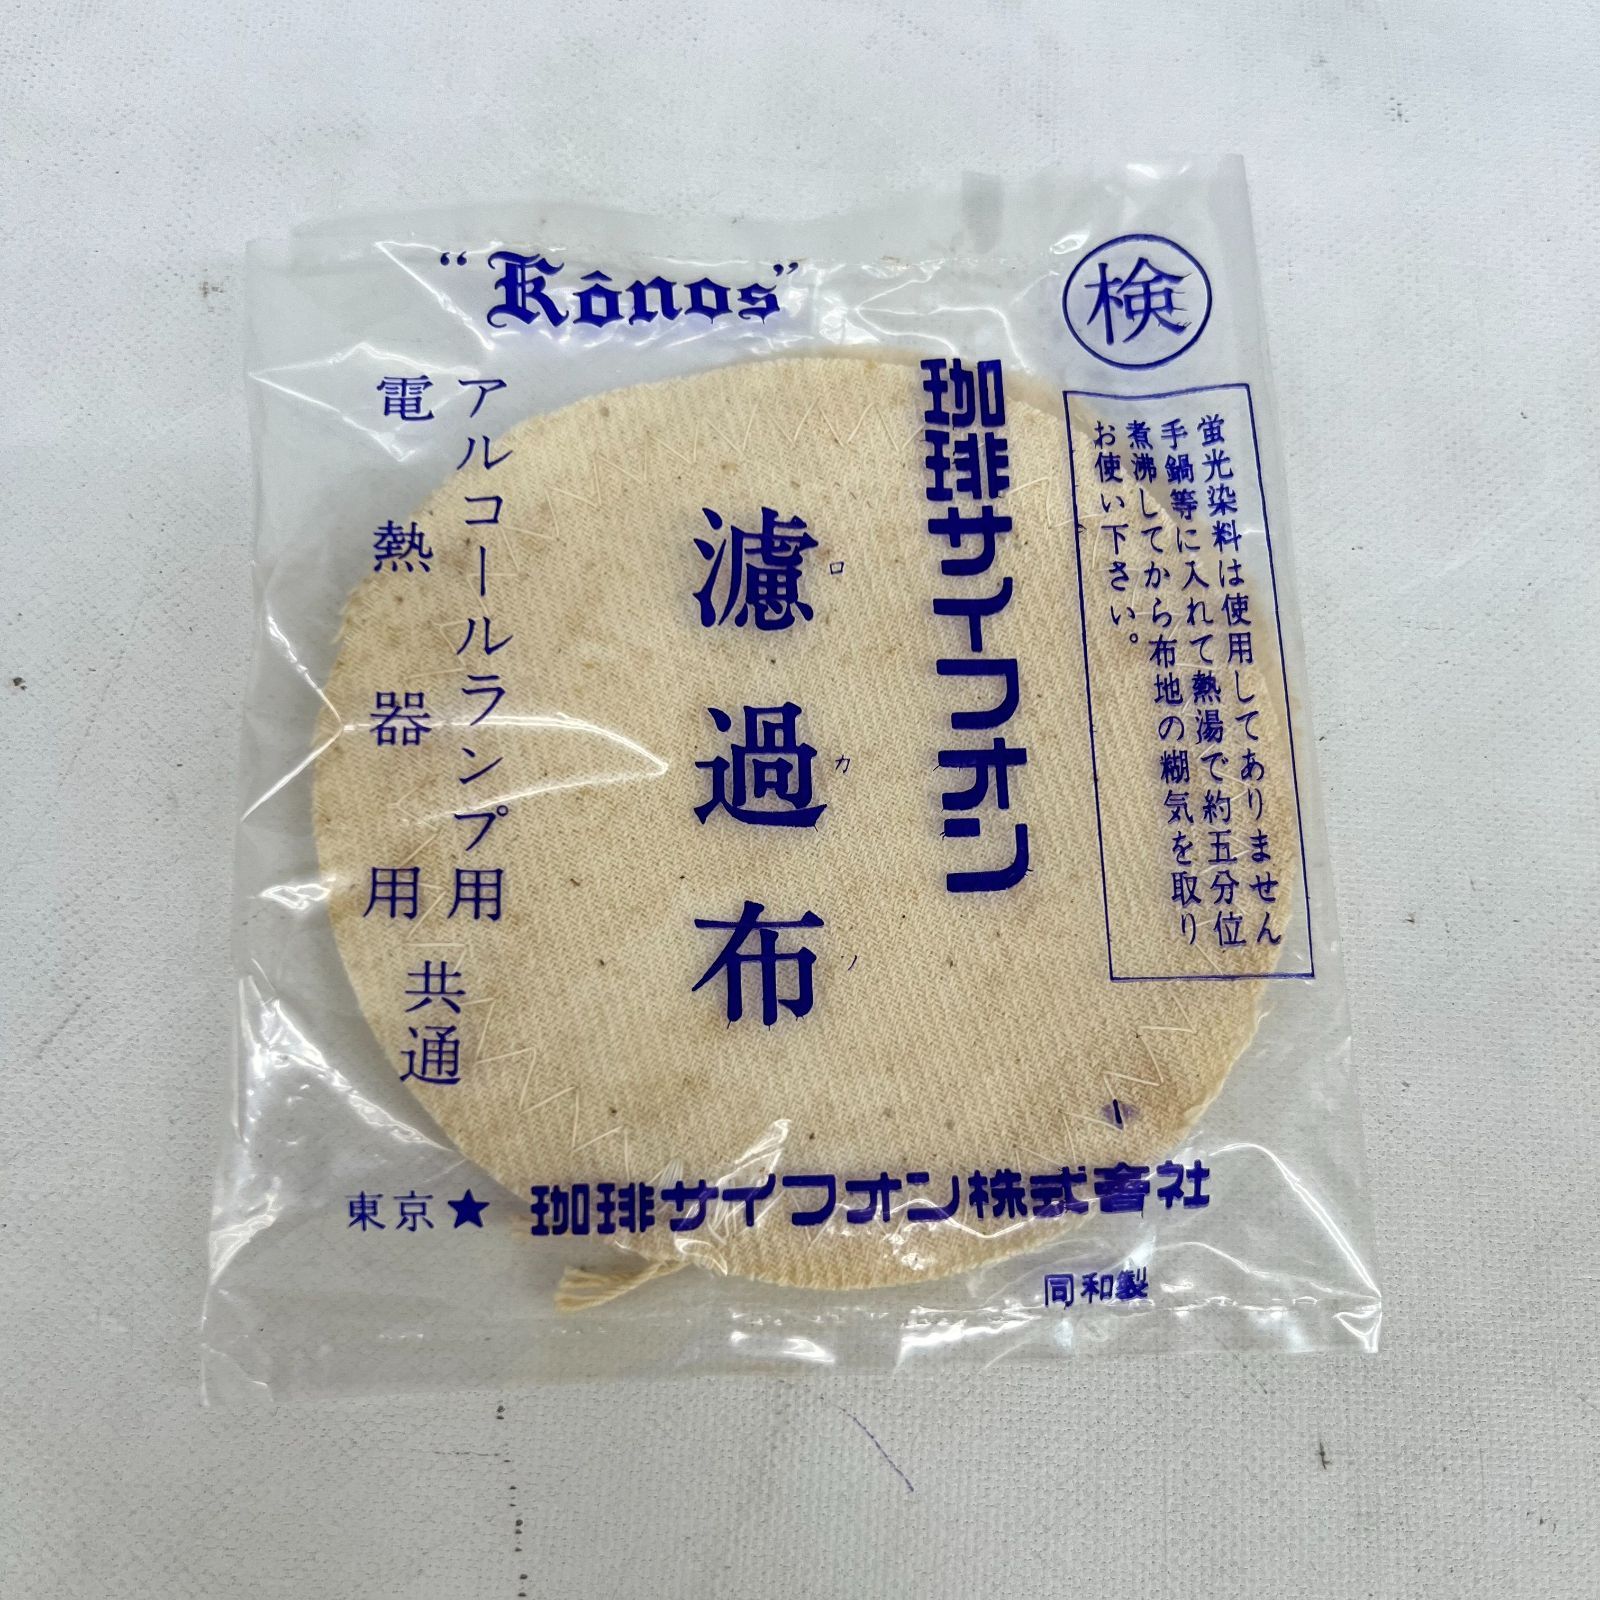 “Kônos”
検
蛍光染料は使用してありません
手鍋等に入れて熱湯で約五分位
煮沸してから布地の糊気を取り
お使い下さい。
珈琲サイフオン
濾過布
ロカノ
アルコールランプ用
電熱器用
共通
東京★珈琲サイフオン株式會社
同和製